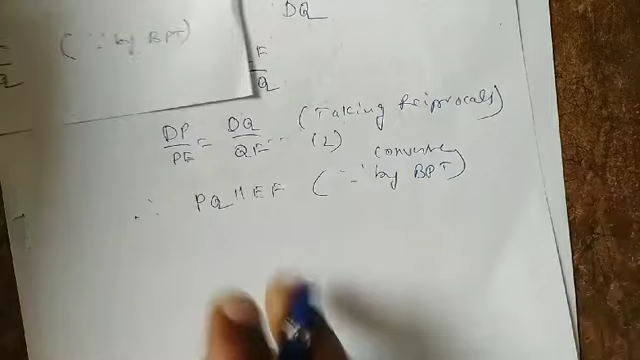 DQ
(∵ by BPT)
F
Q
Q
DP/PE = DQ/QF -- (2) (Taking Reciprocals)
∴ PQ || EF (∵ converse by BPT)